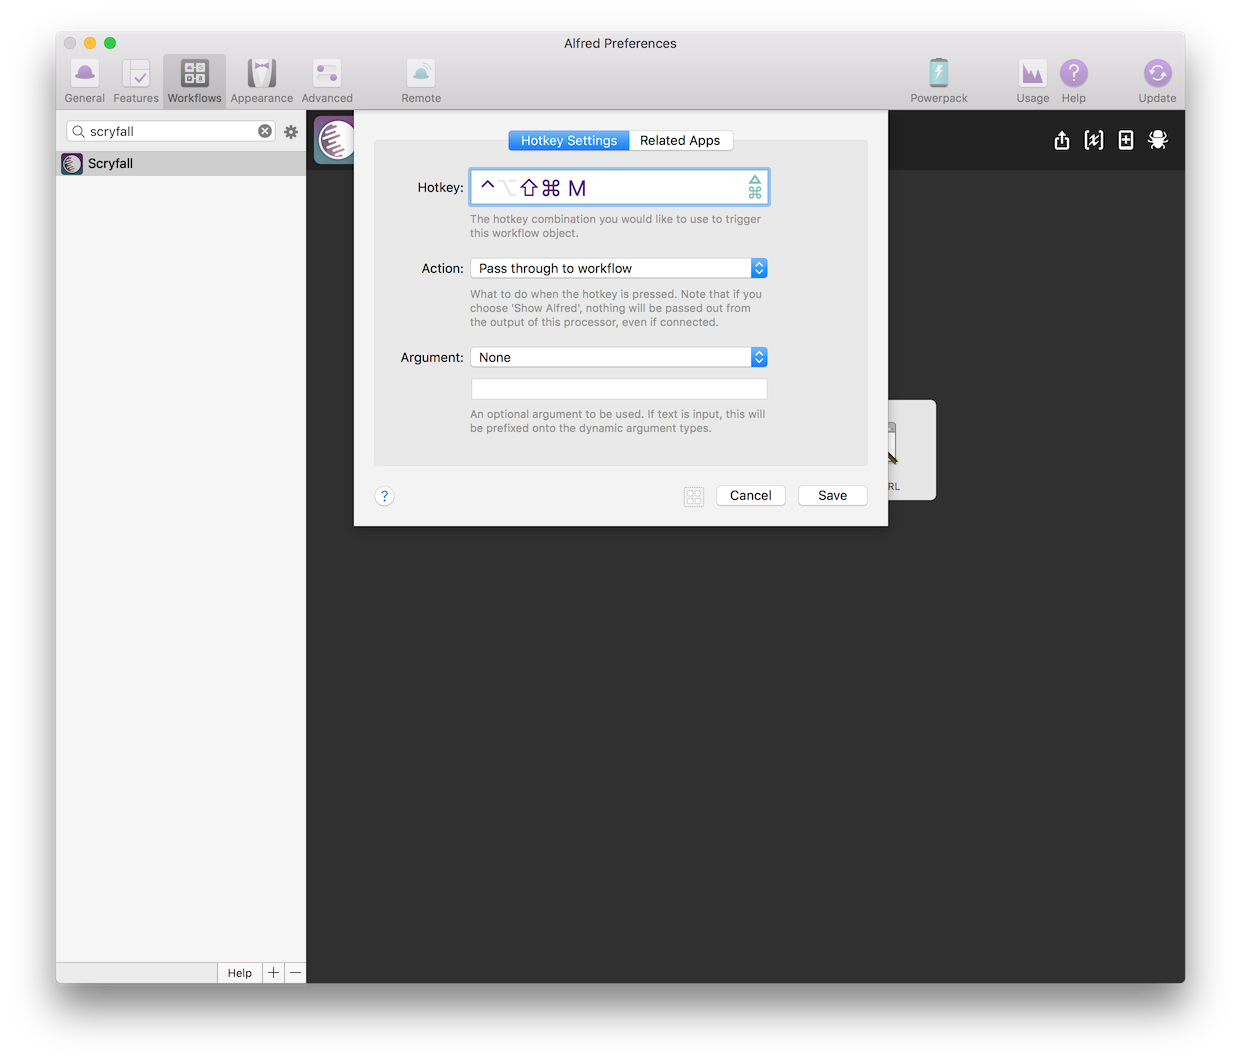 Alfred Preferences
General Features Workflows Appearance Advanced Remote Powerpack Usage Help Update
scryfall
Scryfall
Hotkey Settings Related Apps
Hotkey: ^⌥⇧⌘ M
The hotkey combination you would like to use to trigger
this workflow object.
Action: Pass through to workflow
What to do when the hotkey is pressed. Note that if you
choose 'Show Alfred', nothing will be passed out from
the output of this processor, even if connected.
Argument: None
An optional argument to be used. If text is input, this will
be prefixed onto the dynamic argument types.
RL
? Cancel Save
Help + −